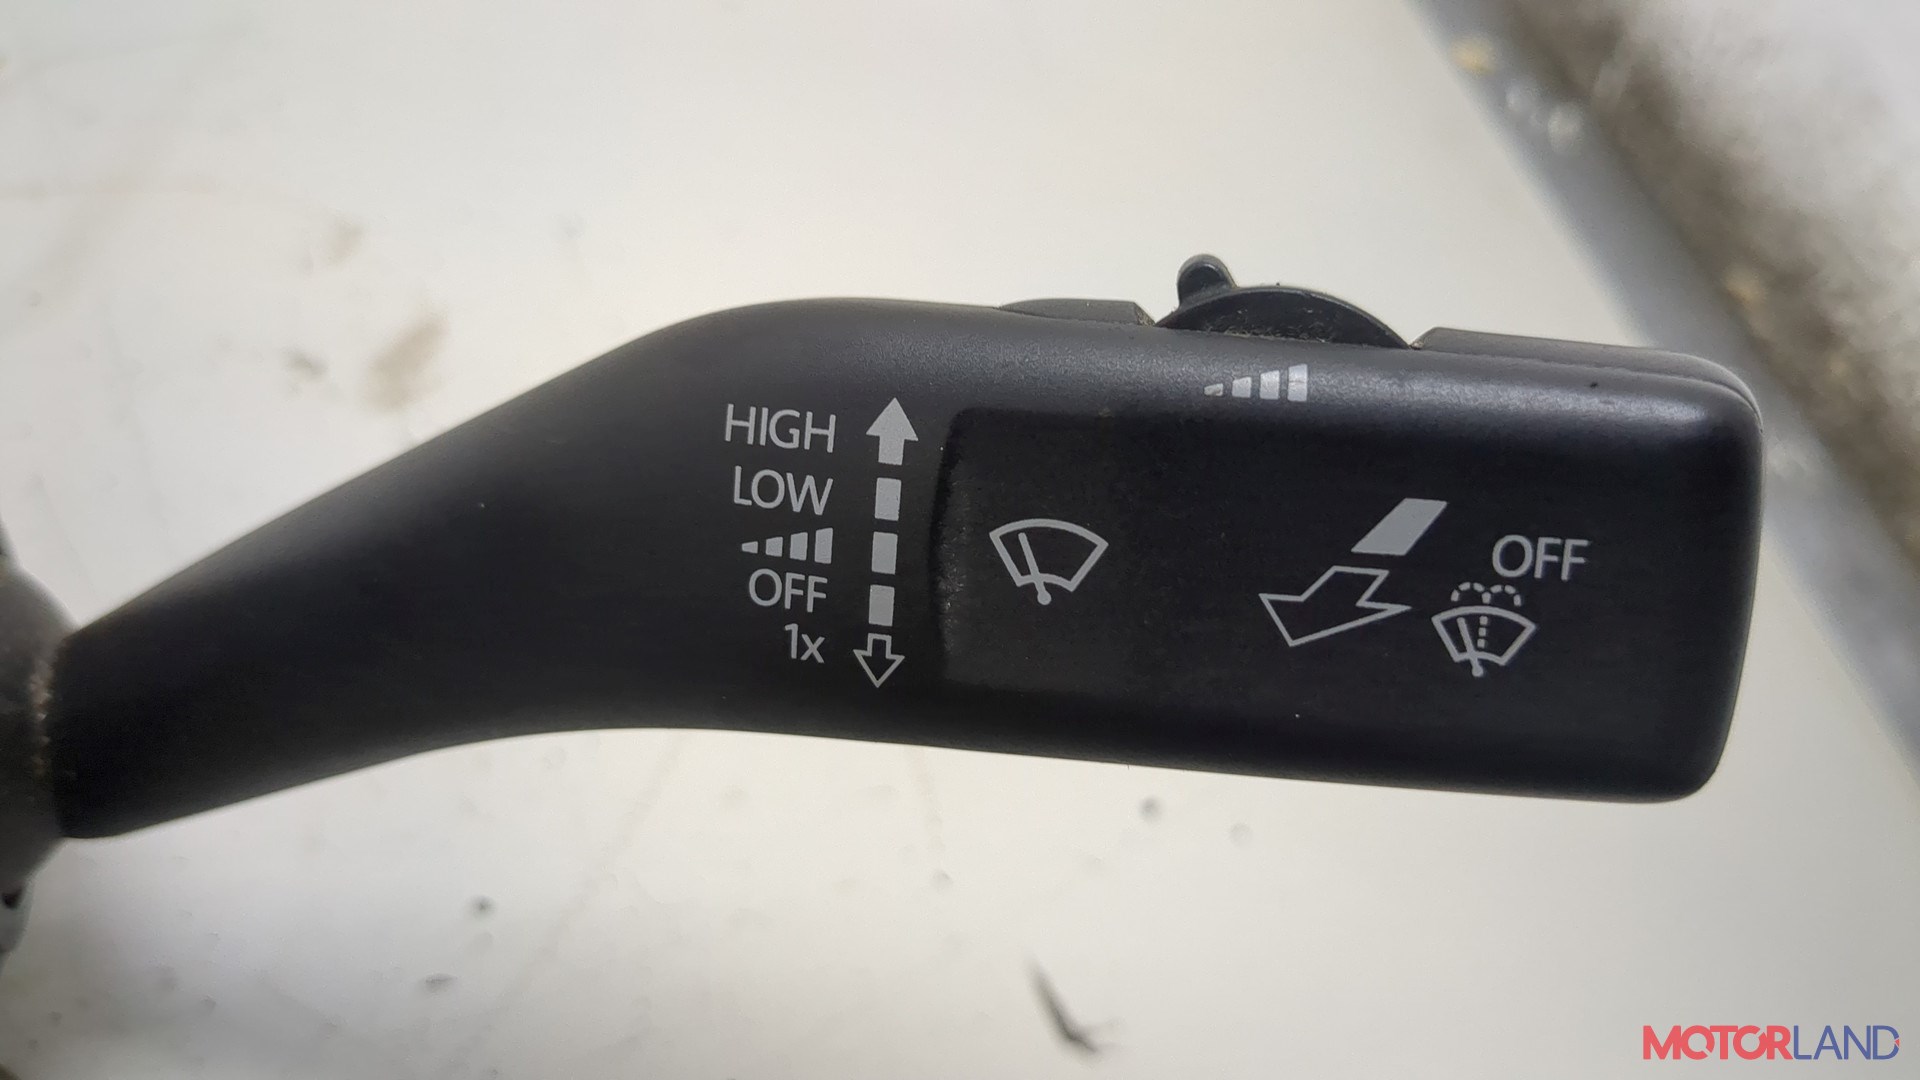 HIGH
LOW
OFF
1x
OFF
MOTORLAND